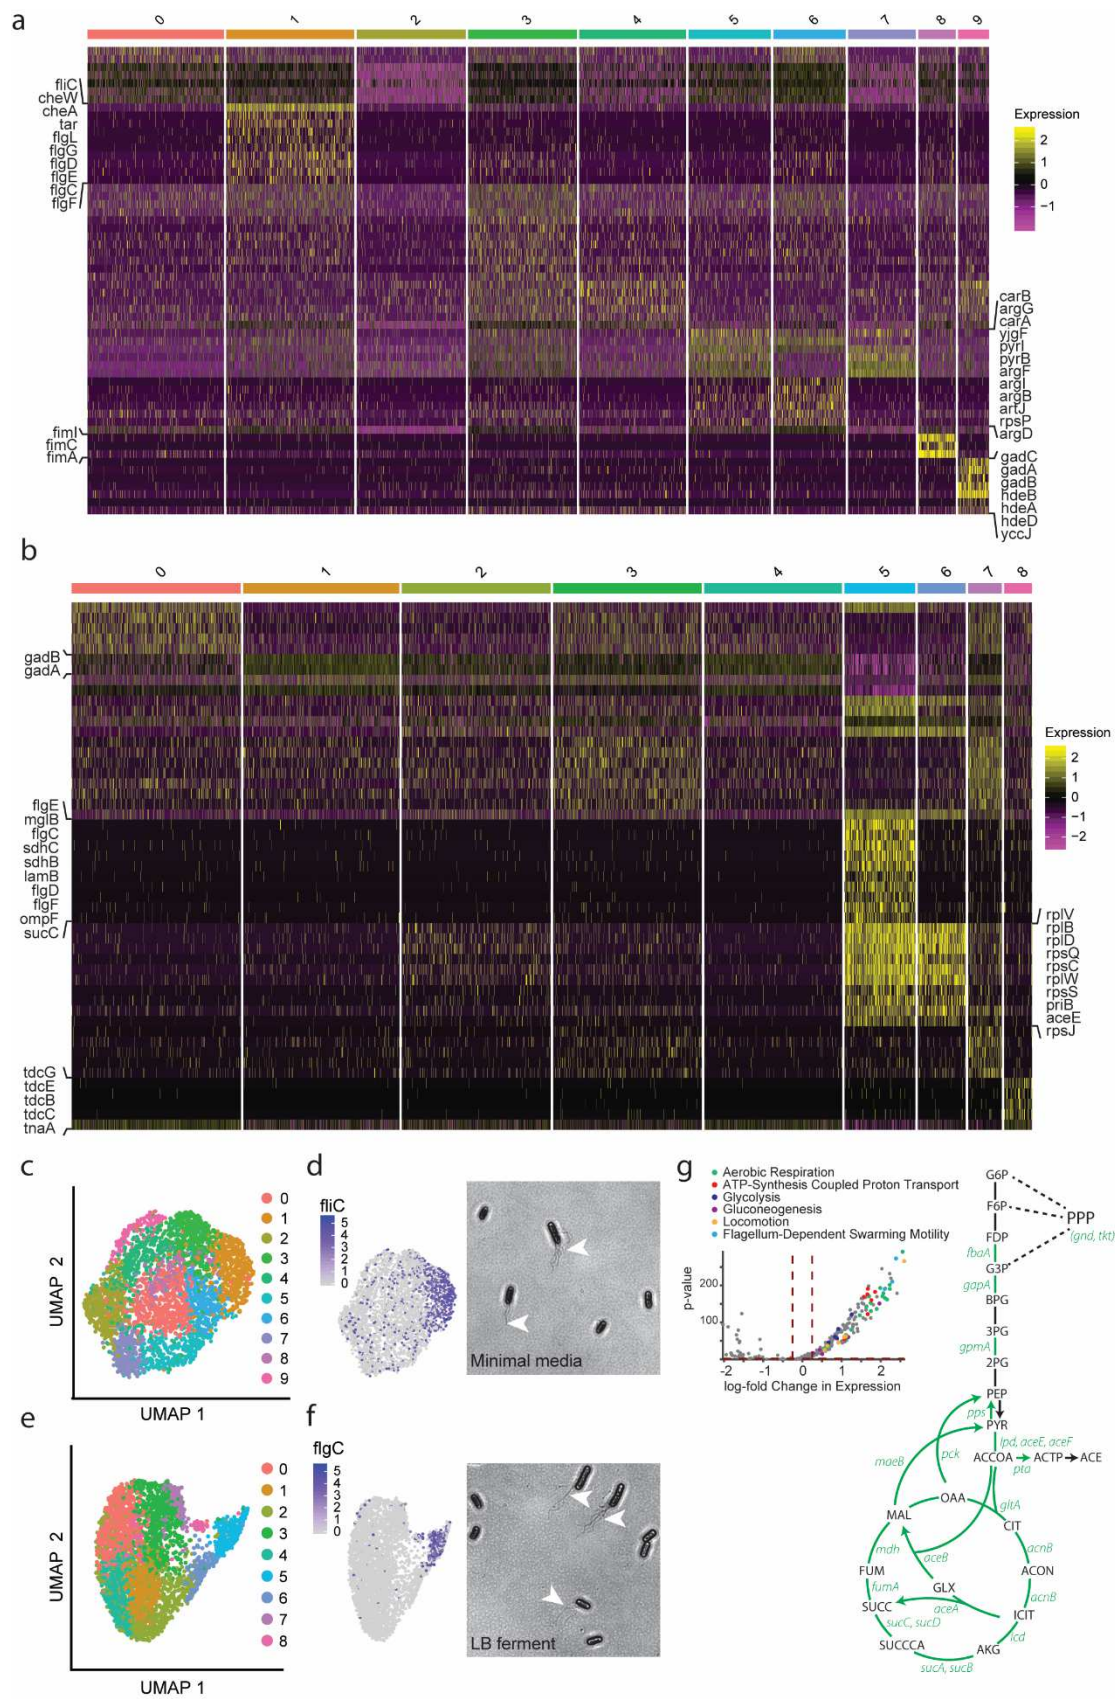 a
0 1 2 3 4 5 6 7 8 9
fliC
cheW
cheA
tar
flgL
flgG
flgD
flgE
flgC
flgF
fimI
fimC
fimA
Expression
2
1
0
−1
carB
argG
carA
yjgF
pyrI
pyrB
argF
argI
argB
artJ
rpsP
argD
gadC
gadA
gadB
hdeB
hdeA
hdeD
yccJ
b
0 1 2 3 4 5 6 7 8
gadB
gadA
flgE
mglB
flgC
sdhC
sdhB
lamB
flgD
flgF
ompF
sucC
tdcG
tdcE
tdcB
tdcC
tnaA
Expression
2
1
0
−1
−2
rplV
rplB
rplD
rpsQ
rpsC
rplW
rpsS
priB
aceE
rpsJ
c
UMAP 2
UMAP 1
0
1
2
3
4
5
6
7
8
9
d
fliC
5
4
3
2
1
0
Minimal media
e
UMAP 2
UMAP 1
0
1
2
3
4
5
6
7
8
f
flgC
5
4
3
2
1
0
LB ferment
g
Aerobic Respiration
ATP-Synthesis Coupled Proton Transport
Glycolysis
Gluconeogenesis
Locomotion
Flagellum-Dependent Swarming Motility
p-value
200
100
-2 -1 0 1 2
log-fold Change in Expression
G6P
F6P
PPP
(gnd, tkt)
FDP
fbaA
G3P
gapA
BPG
3PG
gpmA
2PG
PEP
pps
PYR
lpd, aceE, aceF
maeB
pck
ACCOA
pta
ACTP
ACE
OAA
gltA
MAL
CIT
mdh
aceB
acnB
FUM
ACON
fumA
GLX
acnB
SUCC
aceA
ICIT
sucC, sucD
icd
SUCCCA
AKG
sucA, sucB